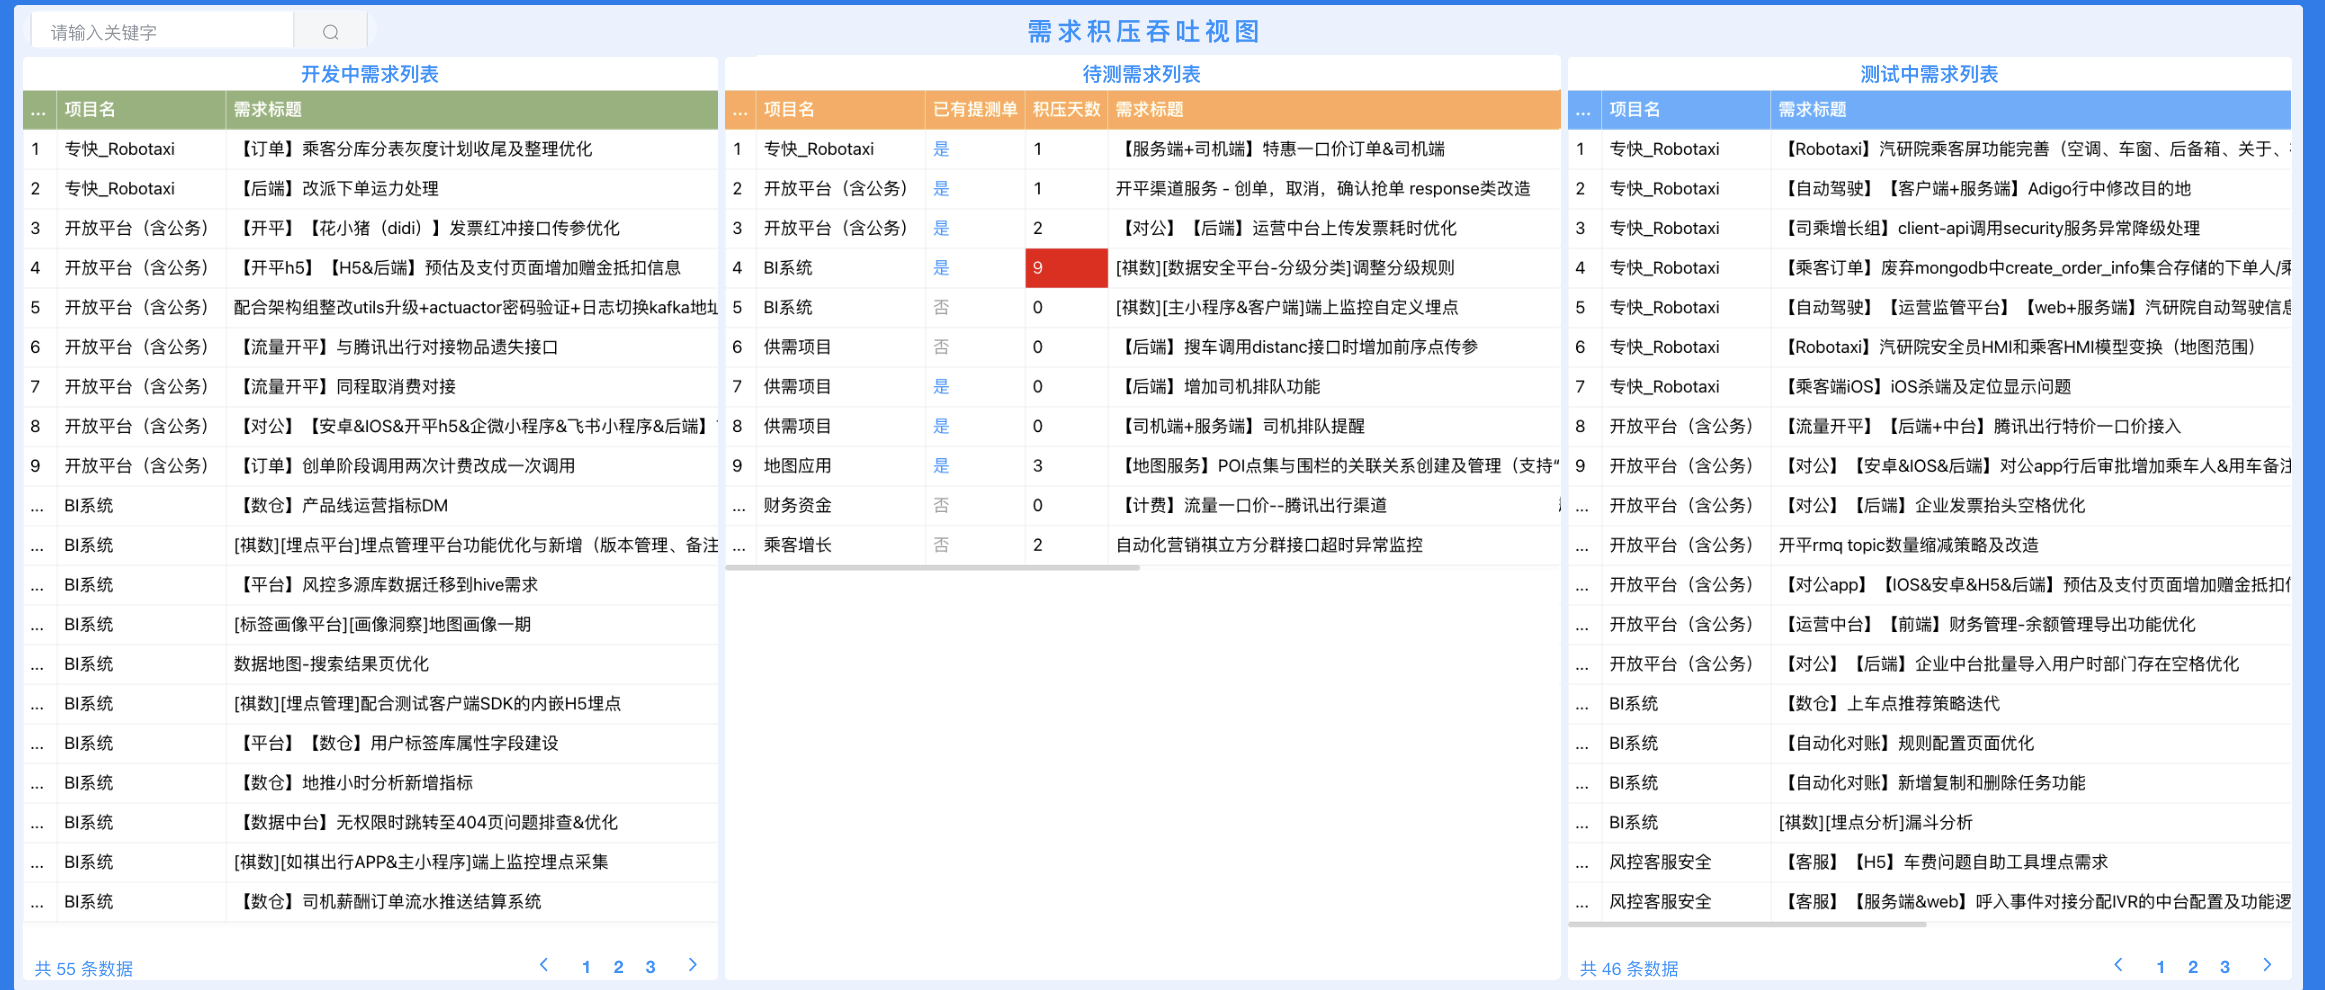 请输入关键字
需求积压吞吐视图
开发中需求列表
... 项目名 需求标题
1 专快_Robotaxi 【订单】乘客分库分表灰度计划收尾及整理优化
2 专快_Robotaxi 【后端】改派下单运力处理
3 开放平台（含公务） 【开平】【花小猪（didi）】发票红冲接口传参优化
4 开放平台（含公务） 【开平h5】【H5&后端】预估及支付页面增加赠金抵扣信息
5 开放平台（含公务） 配合架构组整改utils升级+actuactor密码验证+日志切换kafka地址
6 开放平台（含公务） 【流量开平】与腾讯出行对接物品遗失接口
7 开放平台（含公务） 【流量开平】同程取消费对接
8 开放平台（含公务） 【对公】【安卓&IOS&开平h5&企微小程序&飞书小程序&后端】
9 开放平台（含公务） 【订单】创单阶段调用两次计费改成一次调用
... BI系统 【数仓】产品线运营指标DM
... BI系统 [祺数][埋点平台]埋点管理平台功能优化与新增（版本管理、备注
... BI系统 【平台】风控多源库数据迁移到hive需求
... BI系统 [标签画像平台][画像洞察]地图画像一期
... BI系统 数据地图-搜索结果页优化
... BI系统 [祺数][埋点管理]配合测试客户端SDK的内嵌H5埋点
... BI系统 【平台】【数仓】用户标签库属性字段建设
... BI系统 【数仓】地推小时分析新增指标
... BI系统 【数据中台】无权限时跳转至404页问题排查&优化
... BI系统 [祺数][如祺出行APP&主小程序]端上监控埋点采集
... BI系统 【数仓】司机薪酬订单流水推送结算系统
共 55 条数据 < 1 2 3 >
待测需求列表
... 项目名 已有提测单 积压天数 需求标题
1 专快_Robotaxi 是 1 【服务端+司机端】特惠一口价订单&司机端
2 开放平台（含公务） 是 1 开平渠道服务 - 创单，取消，确认抢单 response类改造
3 开放平台（含公务） 是 2 【对公】【后端】运营中台上传发票耗时优化
4 BI系统 是 9 [祺数][数据安全平台-分级分类]调整分级规则
5 BI系统 否 0 [祺数][主小程序&客户端]端上监控自定义埋点
6 供需项目 否 0 【后端】搜车调用distanc接口时增加前序点传参
7 供需项目 是 0 【后端】增加司机排队功能
8 供需项目 是 0 【司机端+服务端】司机排队提醒
9 地图应用 是 3 【地图服务】POI点集与围栏的关联关系创建及管理（支持“
... 财务资金 否 0 【计费】流量一口价--腾讯出行渠道
... 乘客增长 否 2 自动化营销祺立方分群接口超时异常监控
测试中需求列表
... 项目名 需求标题
1 专快_Robotaxi 【Robotaxi】汽研院乘客屏功能完善（空调、车窗、后备箱、关于、
2 专快_Robotaxi 【自动驾驶】【客户端+服务端】Adigo行中修改目的地
3 专快_Robotaxi 【司乘增长组】client-api调用security服务异常降级处理
4 专快_Robotaxi 【乘客订单】废弃mongodb中create_order_info集合存储的下单人/乘
5 专快_Robotaxi 【自动驾驶】【运营监管平台】【web+服务端】汽研院自动驾驶信息
6 专快_Robotaxi 【Robotaxi】汽研院安全员HMI和乘客HMI模型变换（地图范围）
7 专快_Robotaxi 【乘客端iOS】iOS杀端及定位显示问题
8 开放平台（含公务） 【流量开平】【后端+中台】腾讯出行特价一口价接入
9 开放平台（含公务） 【对公】【安卓&IOS&后端】对公app行后审批增加乘车人&用车备注
... 开放平台（含公务） 【对公】【后端】企业发票抬头空格优化
... 开放平台（含公务） 开平rmq topic数量缩减策略及改造
... 开放平台（含公务） 【对公app】【IOS&安卓&H5&后端】预估及支付页面增加赠金抵扣
... 开放平台（含公务） 【运营中台】【前端】财务管理-余额管理导出功能优化
... 开放平台（含公务） 【对公】【后端】企业中台批量导入用户时部门存在空格优化
... BI系统 【数仓】上车点推荐策略迭代
... BI系统 【自动化对账】规则配置页面优化
... BI系统 【自动化对账】新增复制和删除任务功能
... BI系统 [祺数][埋点分析]漏斗分析
... 风控客服安全 【客服】【H5】车费问题自助工具埋点需求
... 风控客服安全 【客服】【服务端&web】呼入事件对接分配IVR的中台配置及功能逻
共 46 条数据 < 1 2 3 >